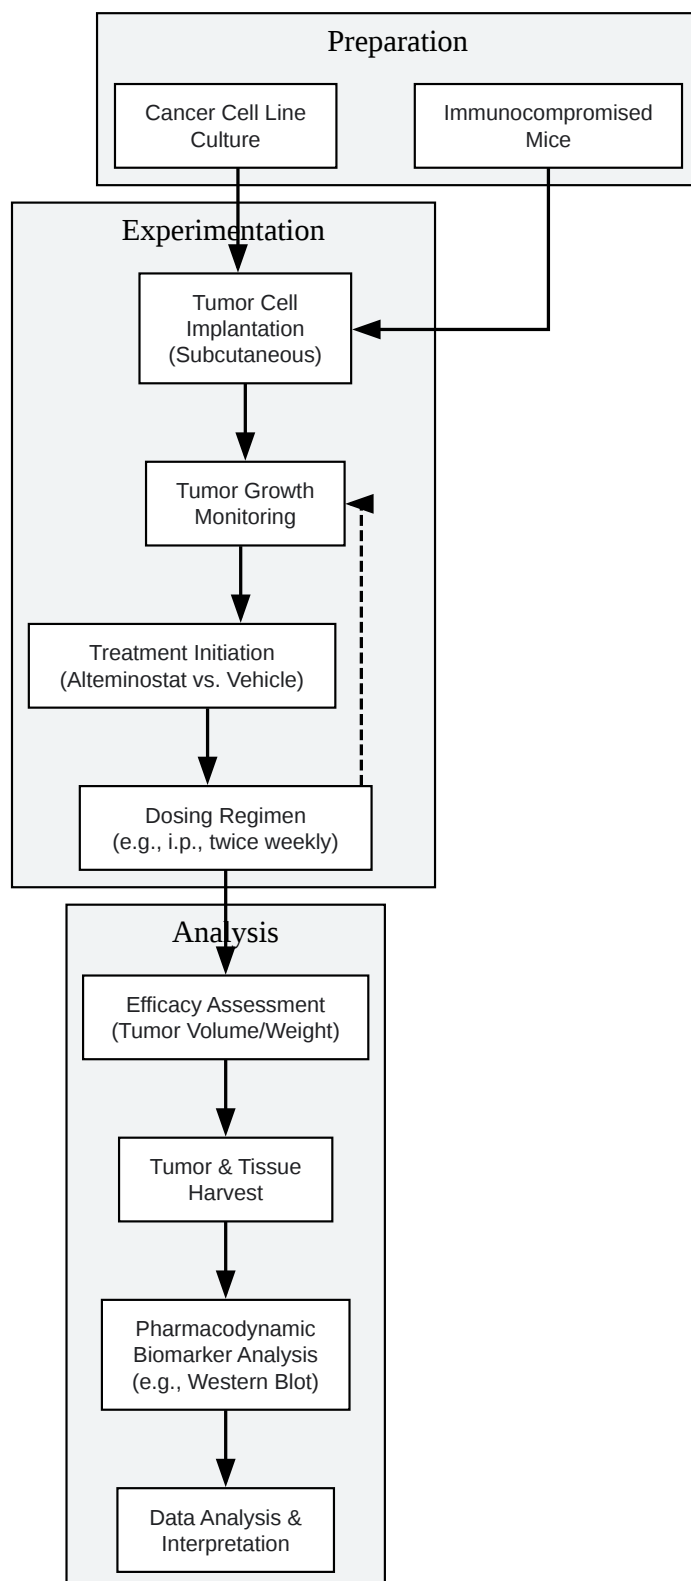 Preparation
Cancer Cell Line
Culture
Immunocompromised
Mice
Experimentation
Tumor Cell
Implantation
(Subcutaneous)
Tumor Growth
Monitoring
Treatment Initiation
(Alteminostat vs. Vehicle)
Dosing Regimen
(e.g., i.p., twice weekly)
Analysis
Efficacy Assessment
(Tumor Volume/Weight)
Tumor & Tissue
Harvest
Pharmacodynamic
Biomarker Analysis
(e.g., Western Blot)
Data Analysis &
Interpretation